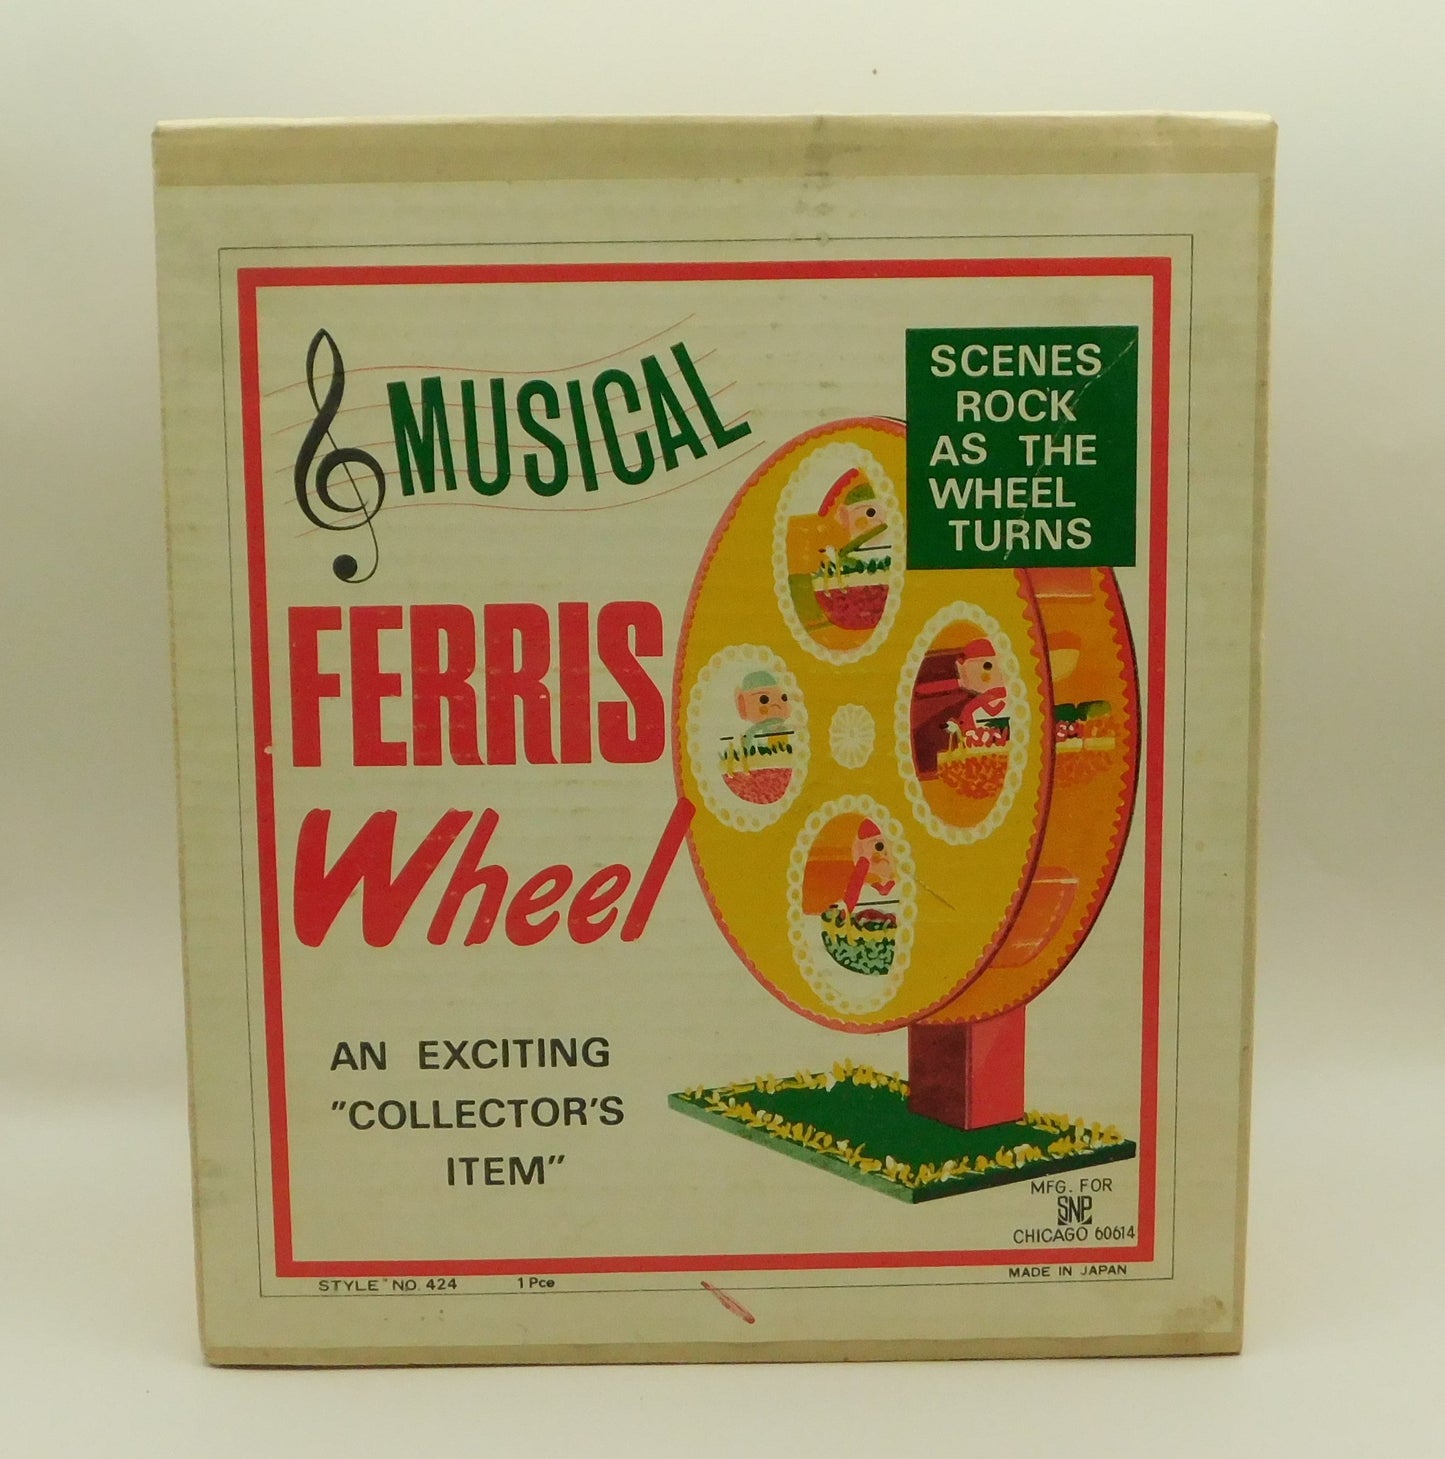 MUSICAL
FERRIS
Wheel
SCENES
ROCK
AS THE
WHEEL
TURNS
AN EXCITING
"COLLECTOR'S
ITEM"
MFG. FOR
SNP
CHICAGO 60614
STYLE NO. 424 1 Pce
MADE IN JAPAN